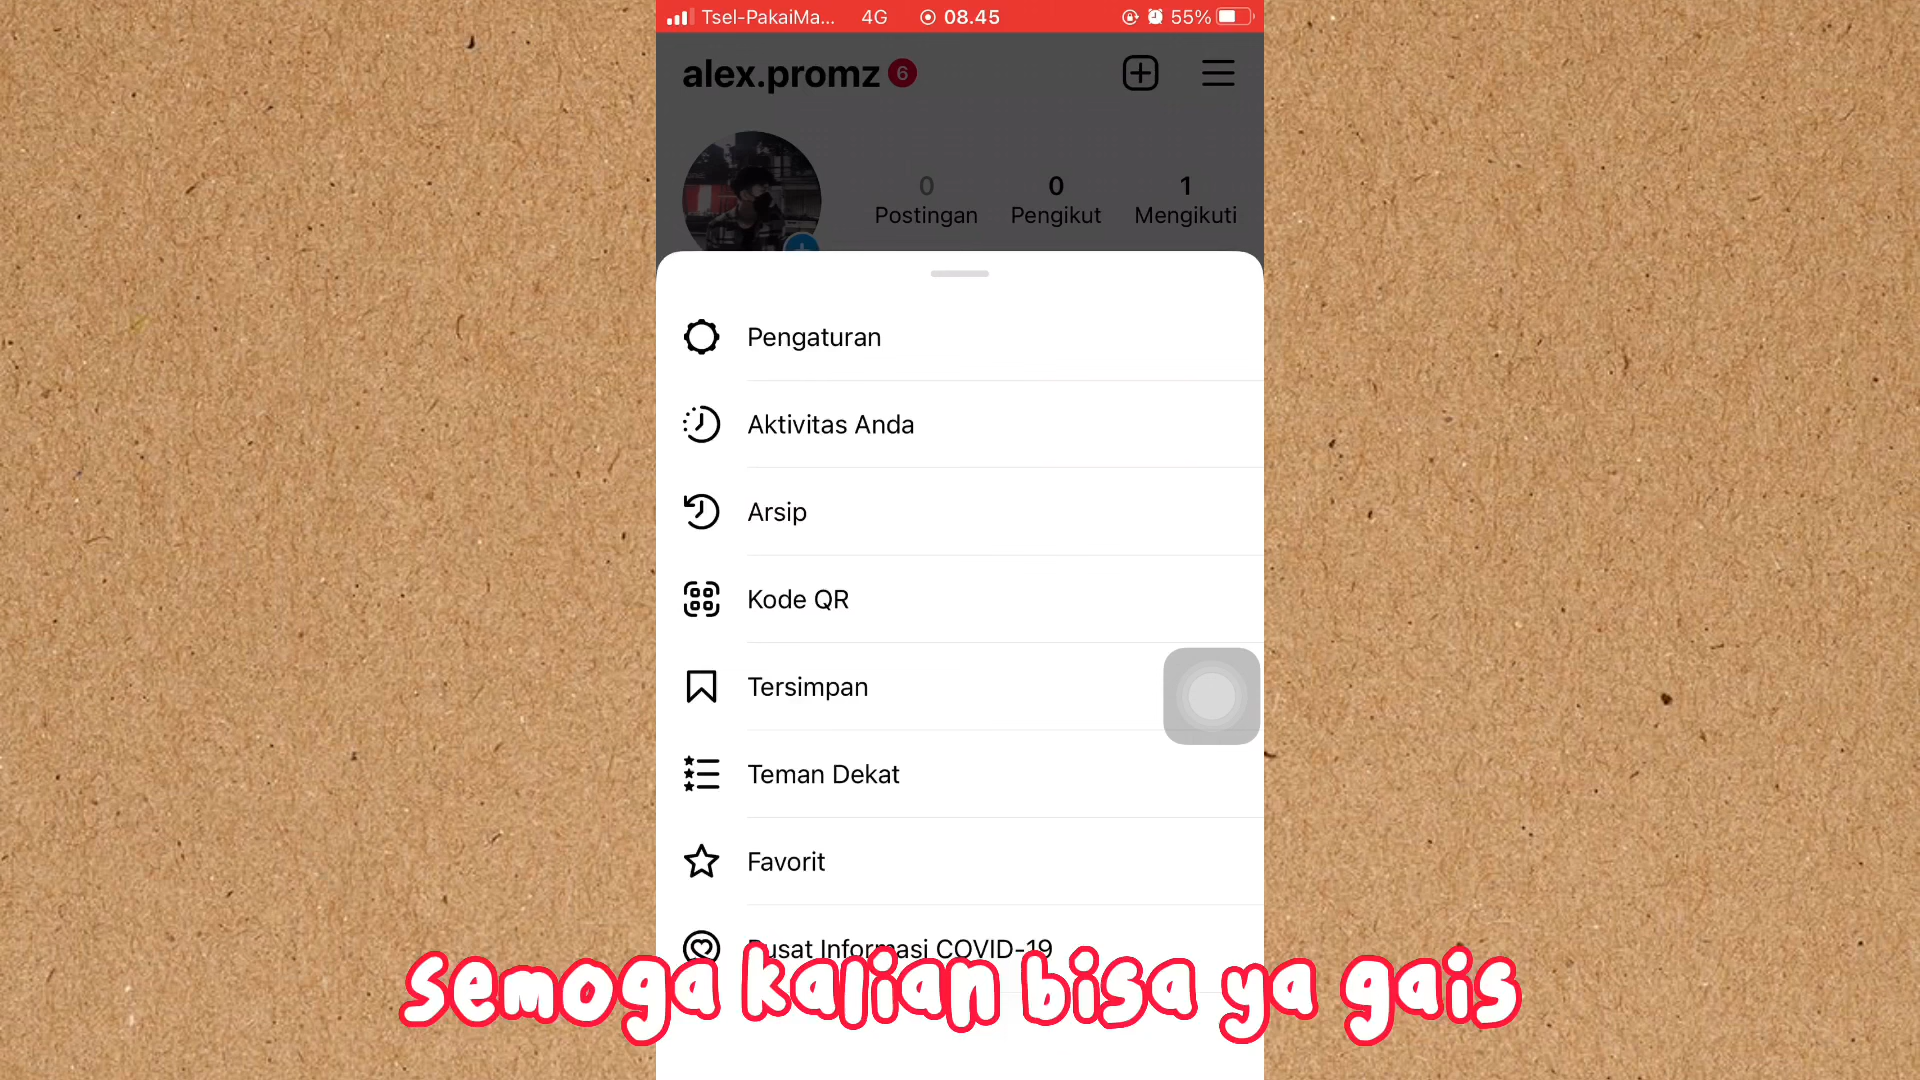 Tsel-PakaiMa... 4G 08.45 55%
alex.promz 6
0 0 1
Postingan Pengikut Mengikuti
Pengaturan
Aktivitas Anda
Arsip
Kode QR
Tersimpan
Teman Dekat
Favorit
Pusat Informasi COVID-19
semoga kalian bisa ya gais